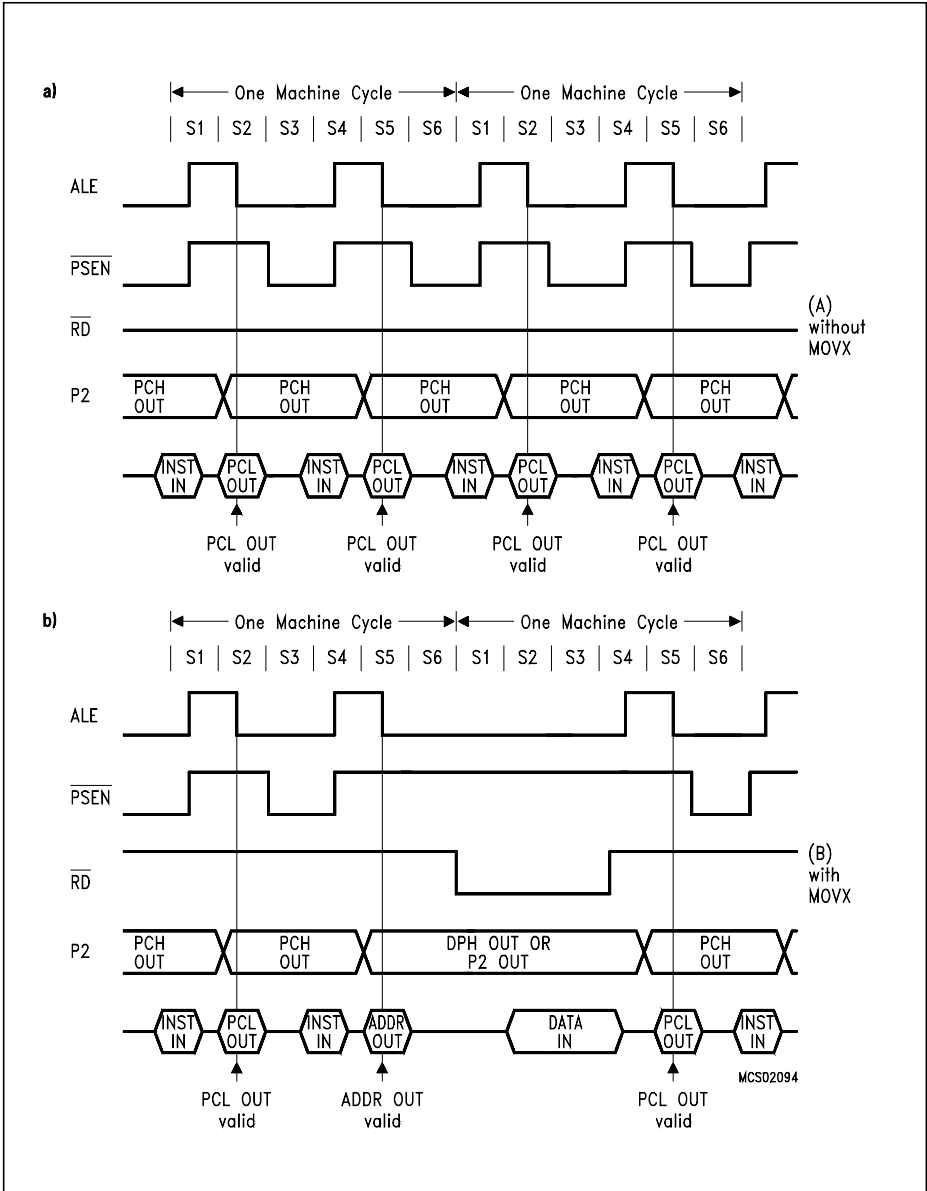 a)
One Machine Cycle One Machine Cycle
S1 S2 S3 S4 S5 S6 S1 S2 S3 S4 S5 S6
ALE
PSEN
RD
(A)
without
MOVX
P2
PCH OUT PCH OUT PCH OUT PCH OUT PCH OUT
INST IN PCL OUT INST IN PCL OUT INST IN PCL OUT INST IN PCL OUT INST IN
PCL OUT valid PCL OUT valid PCL OUT valid PCL OUT valid
b)
One Machine Cycle One Machine Cycle
S1 S2 S3 S4 S5 S6 S1 S2 S3 S4 S5 S6
ALE
PSEN
RD
(B)
with
MOVX
P2
PCH OUT PCH OUT DPH OUT OR P2 OUT PCH OUT
INST IN PCL OUT INST IN ADDR OUT DATA IN PCL OUT INST IN
MCS02094
PCL OUT valid ADDR OUT valid PCL OUT valid